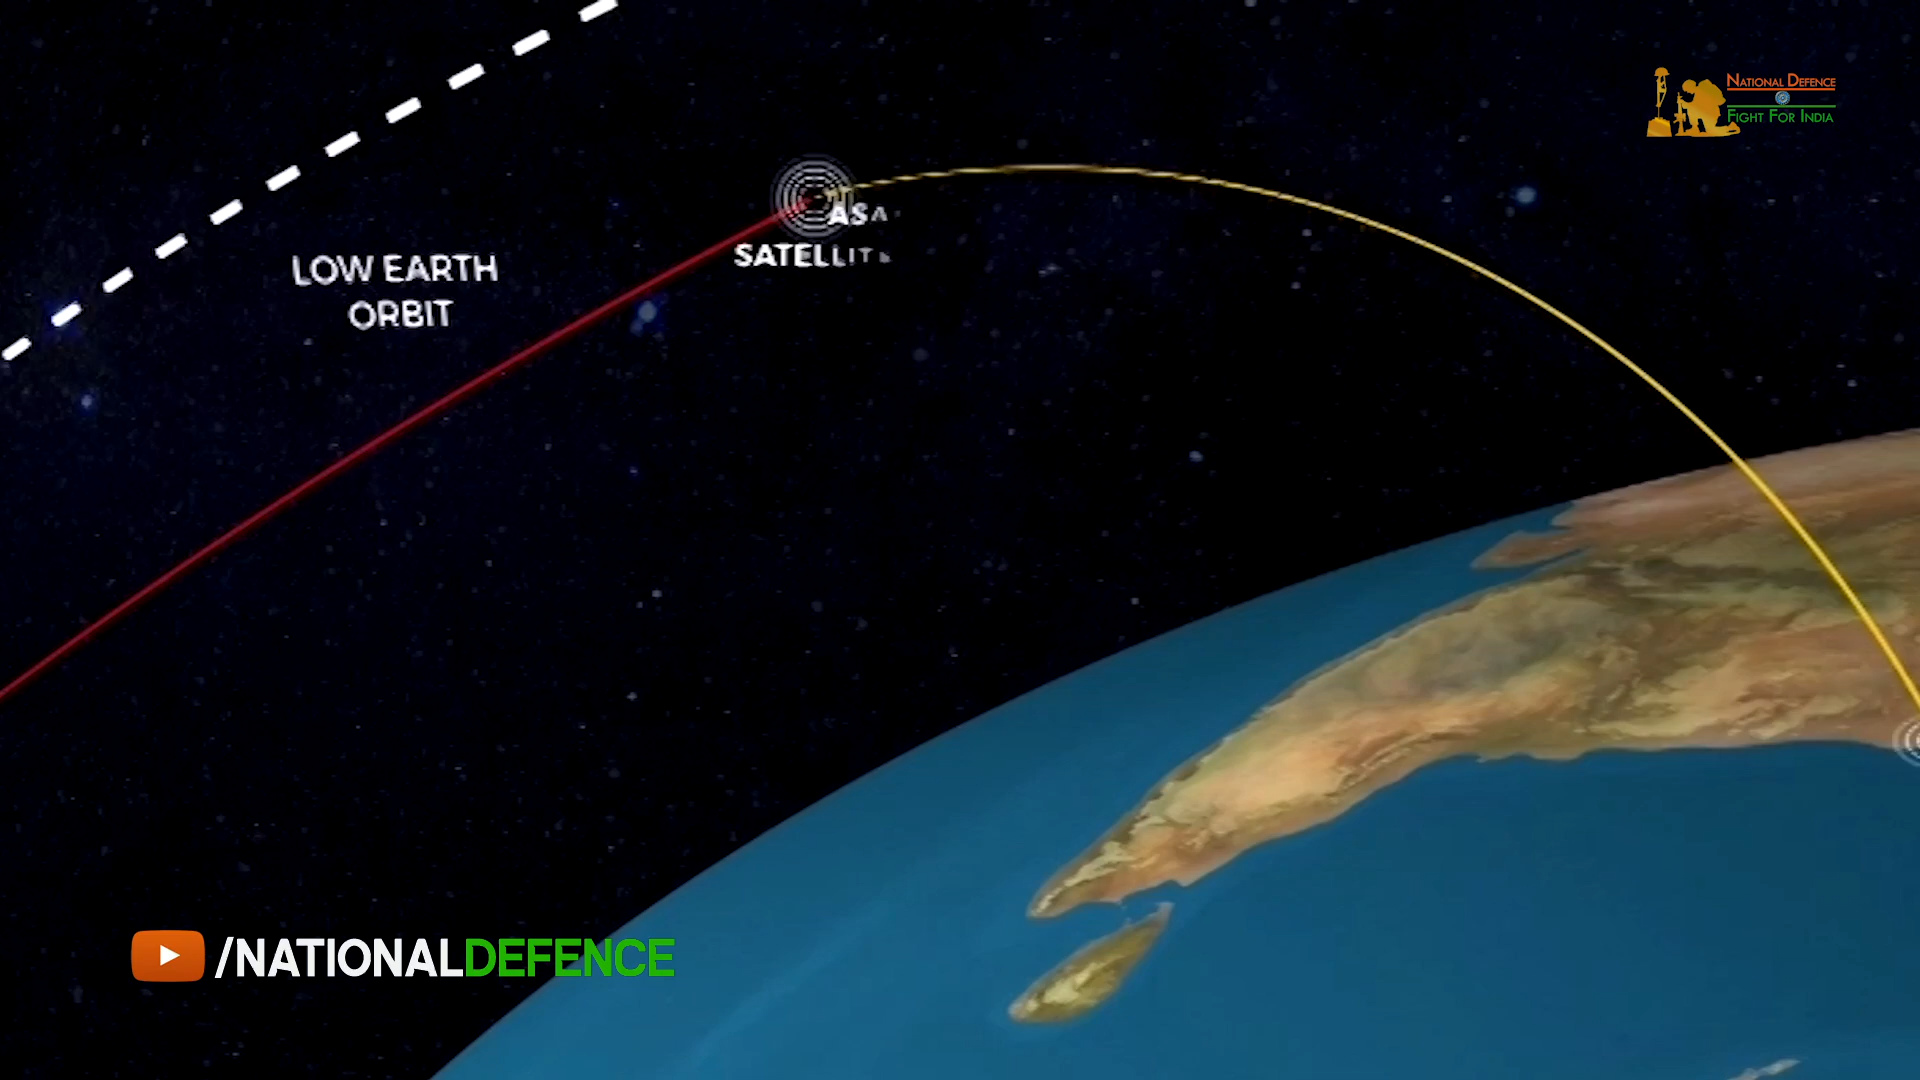 NATIONAL DEFENCE
FIGHT FOR INDIA
SATELLIT
LOW EARTH
ORBIT
/NATIONALDEFENCE